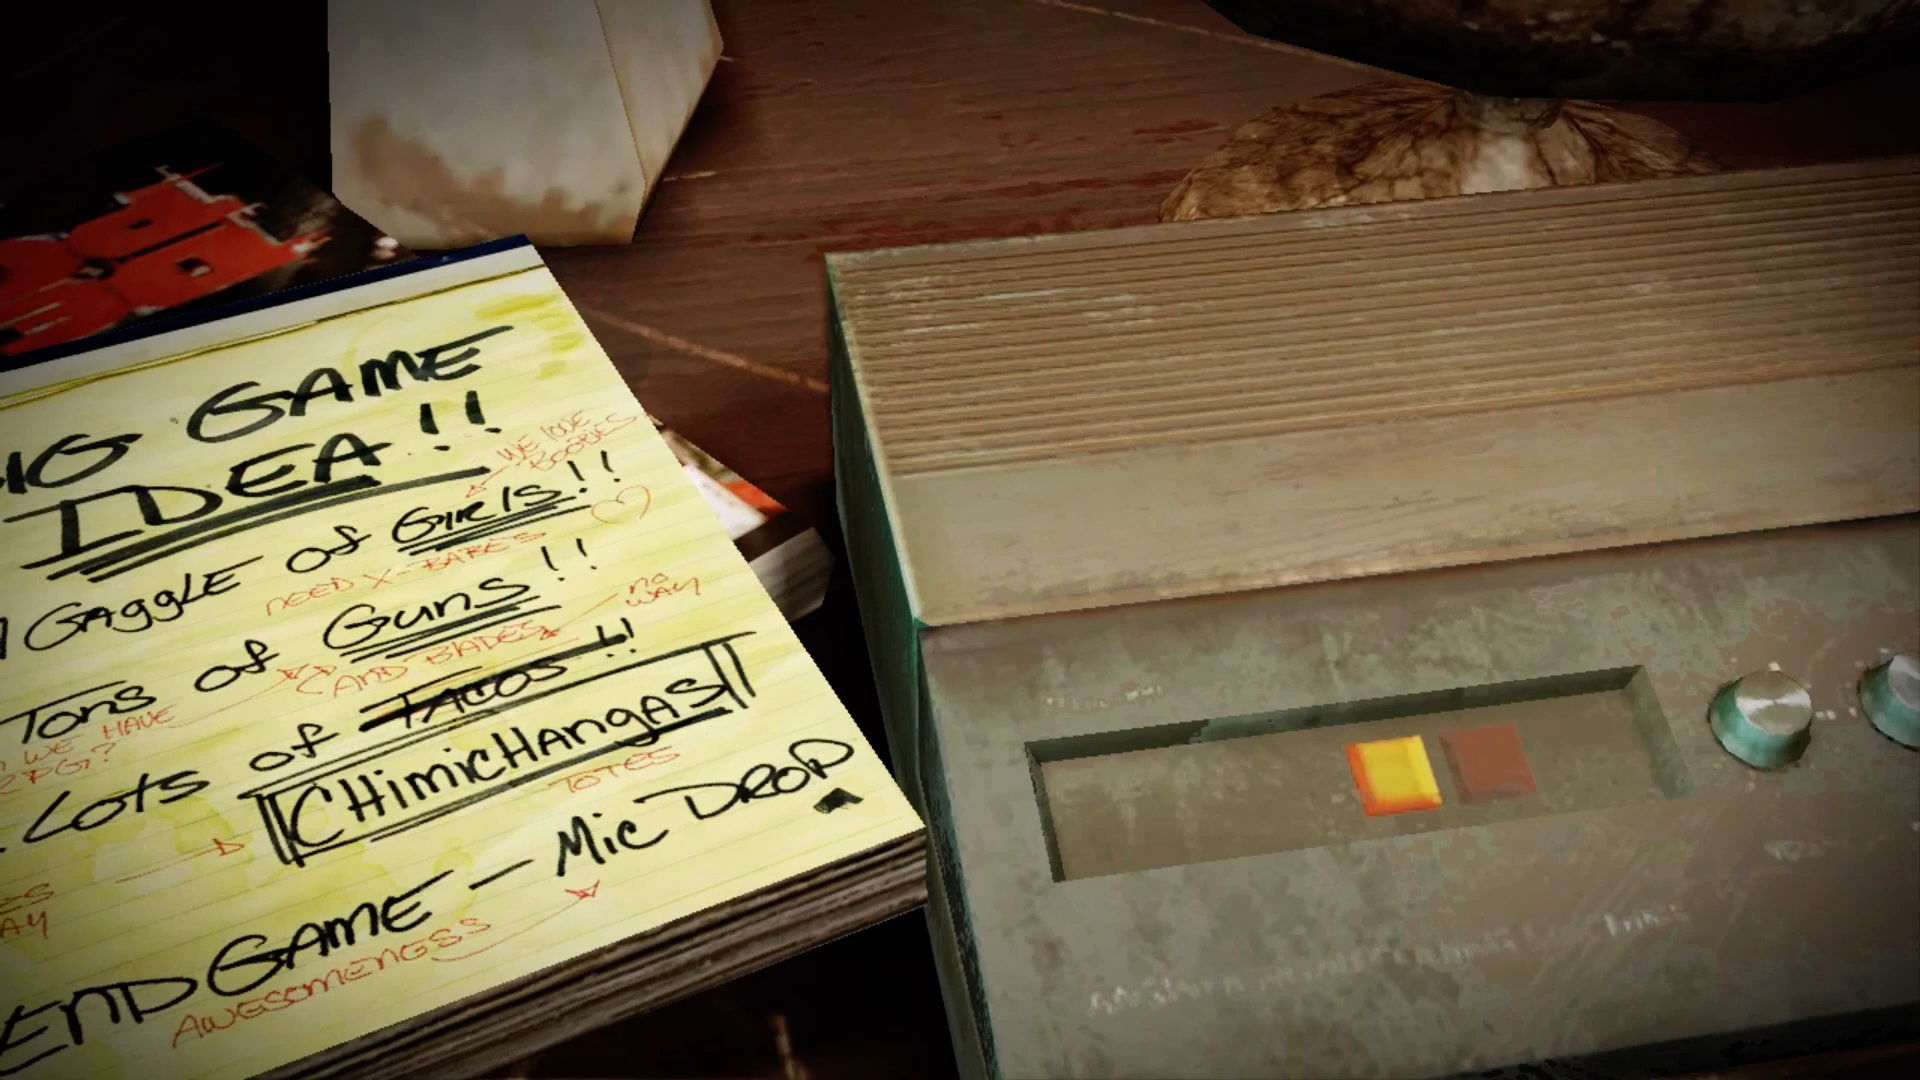 GAME
IDEA!!
WE LOVE
BOOBIES
GAGGLE OF GIRLS!!
NEED X-BABES
TONS OF GUNS!!
NO
WAY
AND BLADES
WE HAVE
RPG?
LOTS OF TACOS!!
CHIMICHANGAS
TOTES
ENDGAME - MIC DROP
AWESOMENESS